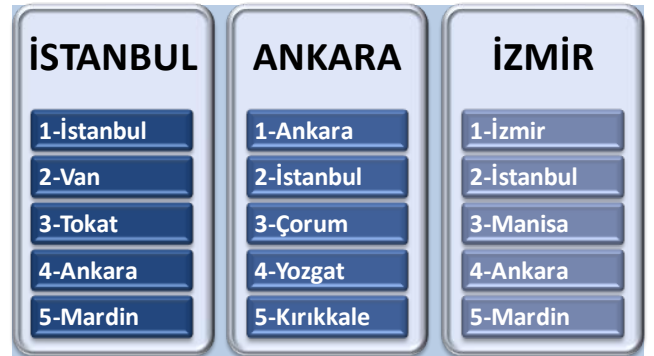 İSTANBUL
1-İstanbul
2-Van
3-Tokat
4-Ankara
5-Mardin
ANKARA
1-Ankara
2-İstanbul
3-Çorum
4-Yozgat
5-Kırıkkale
İZMİR
1-İzmir
2-İstanbul
3-Manisa
4-Ankara
5-Mardin